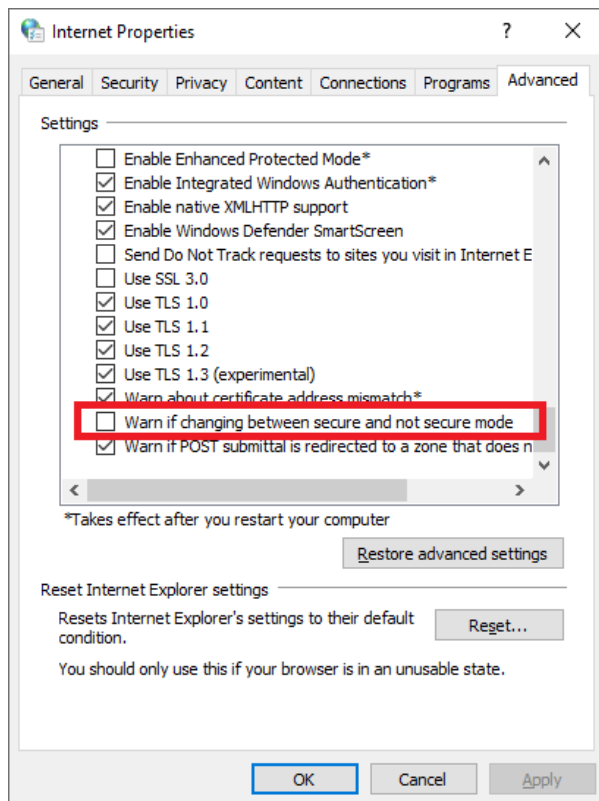 Internet Properties
General Security Privacy Content Connections Programs Advanced
Settings
Enable Enhanced Protected Mode*
Enable Integrated Windows Authentication*
Enable native XMLHTTP support
Enable Windows Defender SmartScreen
Send Do Not Track requests to sites you visit in Internet E
Use SSL 3.0
Use TLS 1.0
Use TLS 1.1
Use TLS 1.2
Use TLS 1.3 (experimental)
Warn about certificate address mismatch*
Warn if changing between secure and not secure mode
Warn if POST submittal is redirected to a zone that does n
*Takes effect after you restart your computer
Restore advanced settings
Reset Internet Explorer settings
Resets Internet Explorer's settings to their default
condition.
Reset...
You should only use this if your browser is in an unusable state.
OK Cancel Apply